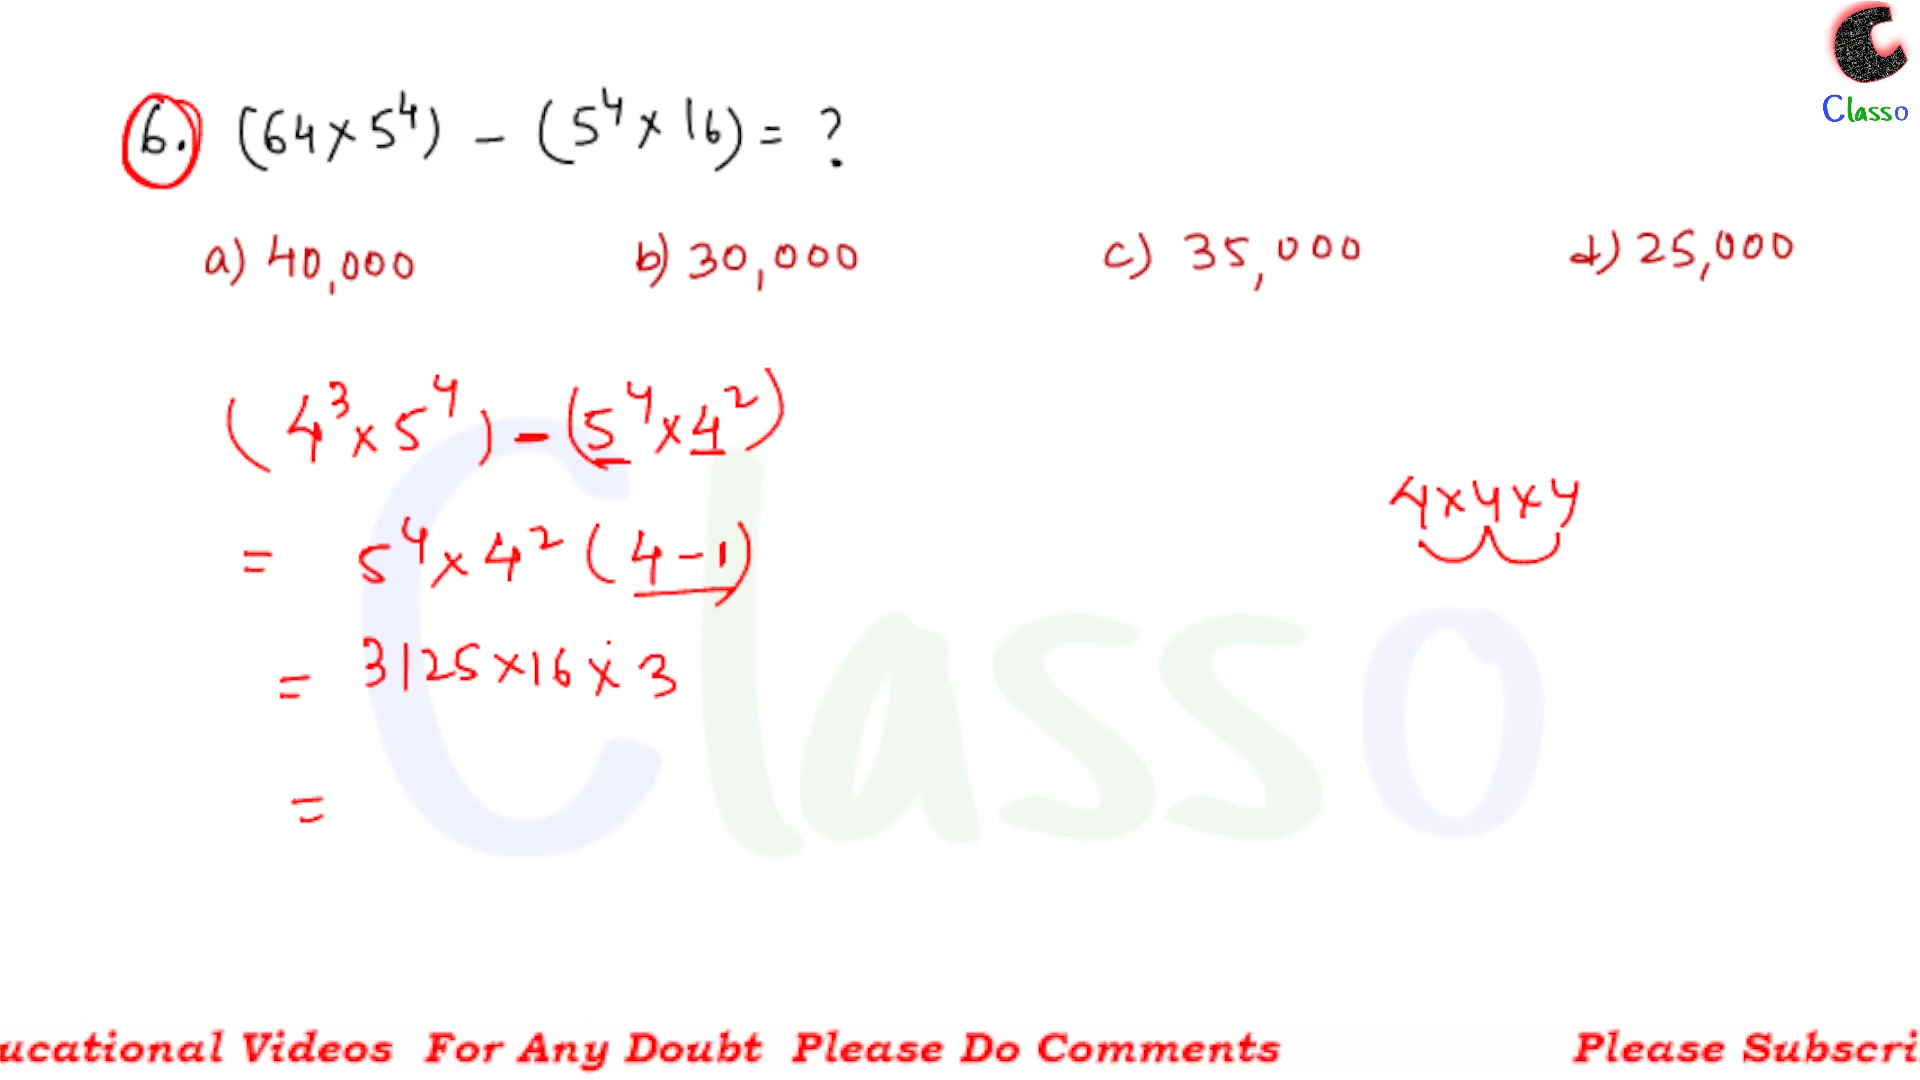 Classo
6. (64 × 5⁴) – (5⁴ × 16) = ?
a) 40,000 b) 30,000 c) 35,000 d) 25,000
(4³ × 5⁴) – (5⁴ × 4²)
4 × 4 × 4
= 5⁴ × 4² (4 – 1)
= 3125 × 16 × 3
=
Classo
ucational Videos For Any Doubt Please Do Comments Please Subscri